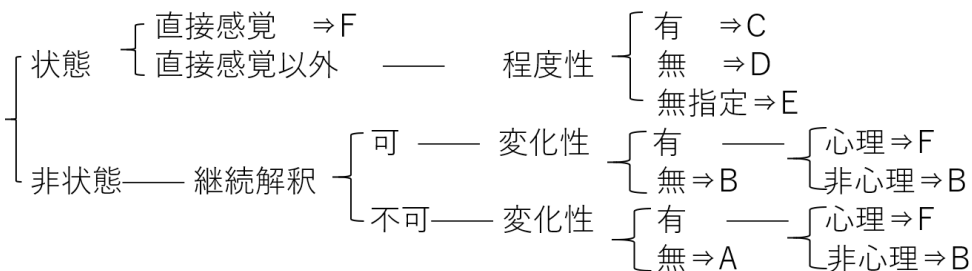 直接感覚 ⇒F
状態 直接感覚以外 程度性 有 ⇒C
無 ⇒D
無指定⇒E
可 変化性 有 心理⇒F
非状態 継続解釈 無⇒B 非心理⇒B
不可 変化性 有 心理⇒F
無⇒A 非心理⇒B